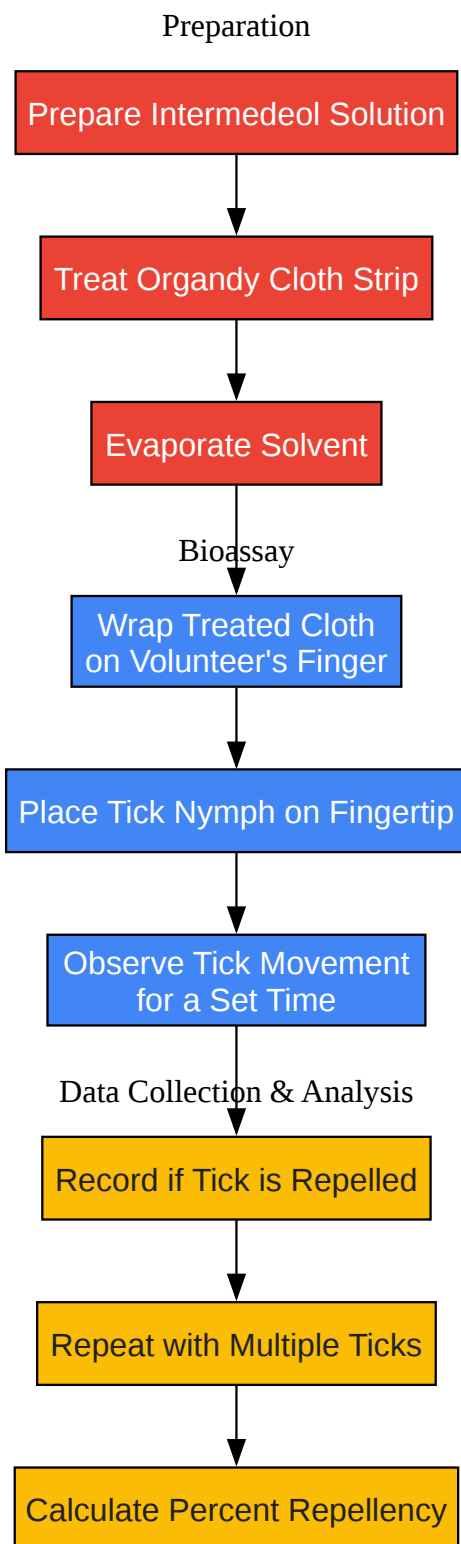 Preparation
Prepare Intermedeol Solution
Treat Organdy Cloth Strip
Evaporate Solvent
Bioassay
Wrap Treated Cloth
on Volunteer's Finger
Place Tick Nymph on Fingertip
Observe Tick Movement
for a Set Time
Data Collection & Analysis
Record if Tick is Repelled
Repeat with Multiple Ticks
Calculate Percent Repellency